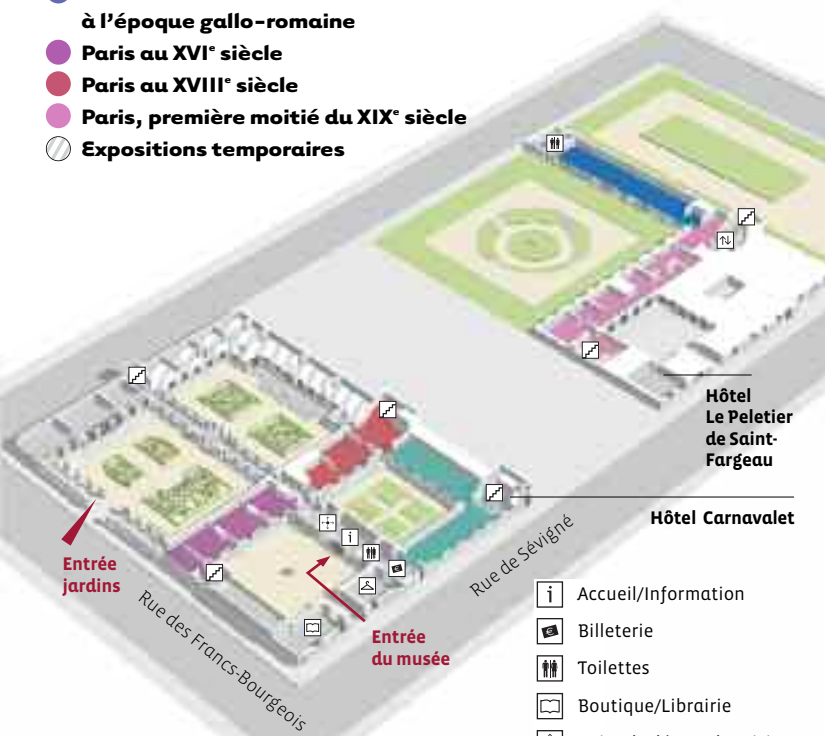 à l'époque gallo-romaine
Paris au XVIe siècle
Paris au XVIIIe siècle
Paris, première moitié du XIXe siècle
Expositions temporaires
Hôtel
Le Peletier
de Saint-
Fargeau
Hôtel Carnavalet
Rue de Sévigné
Entrée
jardins
Rue des Francs-Bourgeois
Entrée
du musée
i
i Accueil/Information
Billeterie
Toilettes
Boutique/Librairie